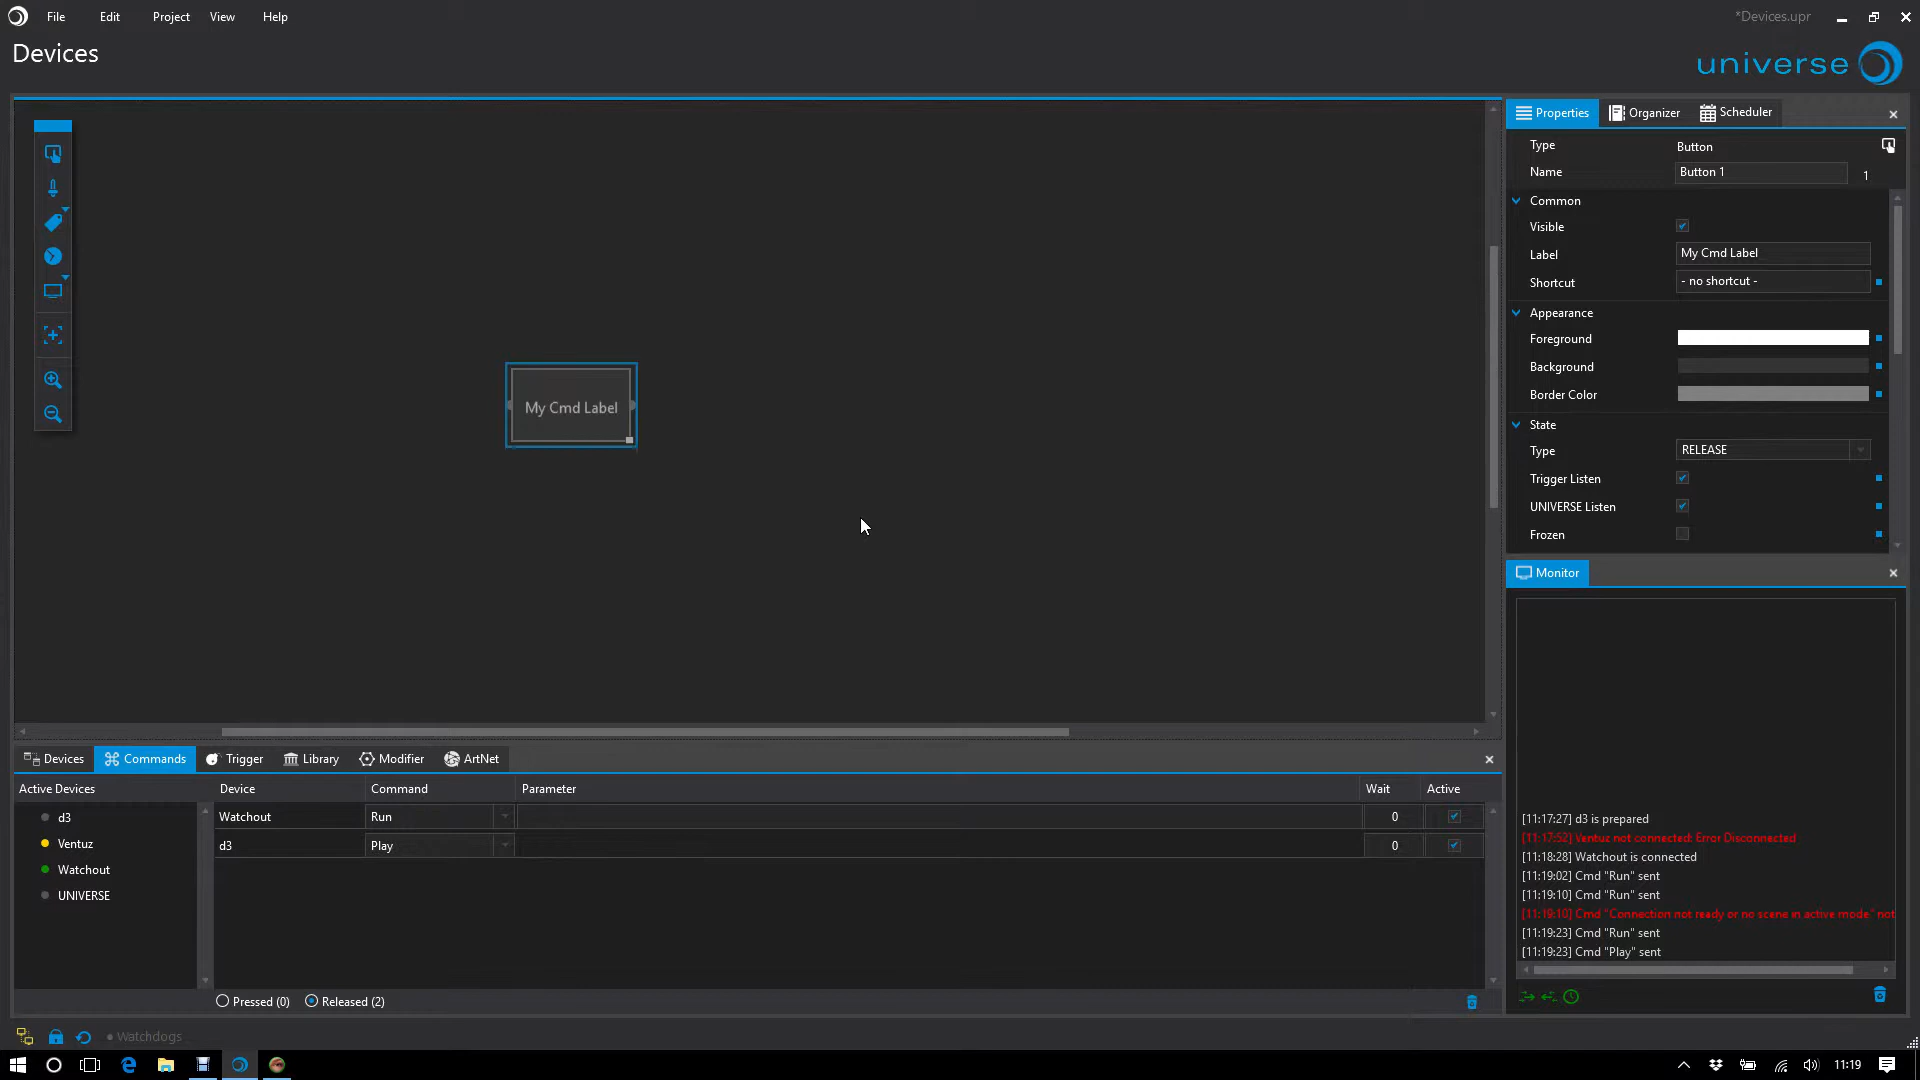 File Edit Project View Help *Devices.upr
Devices
universe
My Cmd Label
Properties Organizer Scheduler
Type Button
Name Button 1 1
Common
Visible
Label My Cmd Label
Shortcut - no shortcut -
Appearance
Foreground
Background
Border Color
State
Type RELEASE
Trigger Listen
UNIVERSE Listen
Frozen
Monitor
[11:17:27] d3 is prepared
[11:17:52] Ventuz not connected: Error Disconnected
[11:18:28] Watchout is connected
[11:19:02] Cmd "Run" sent
[11:19:10] Cmd "Run" sent
[11:19:10] Cmd "Connection not ready or no scene in active mode" not
[11:19:23] Cmd "Run" sent
[11:19:23] Cmd "Play" sent
Devices Commands Trigger Library Modifier ArtNet
Active Devices Device Command Parameter Wait Active
d3
Ventuz
Watchout
UNIVERSE
Watchout Run 0
d3 Play 0
Pressed (0) Released (2)
Watchdogs
11:19